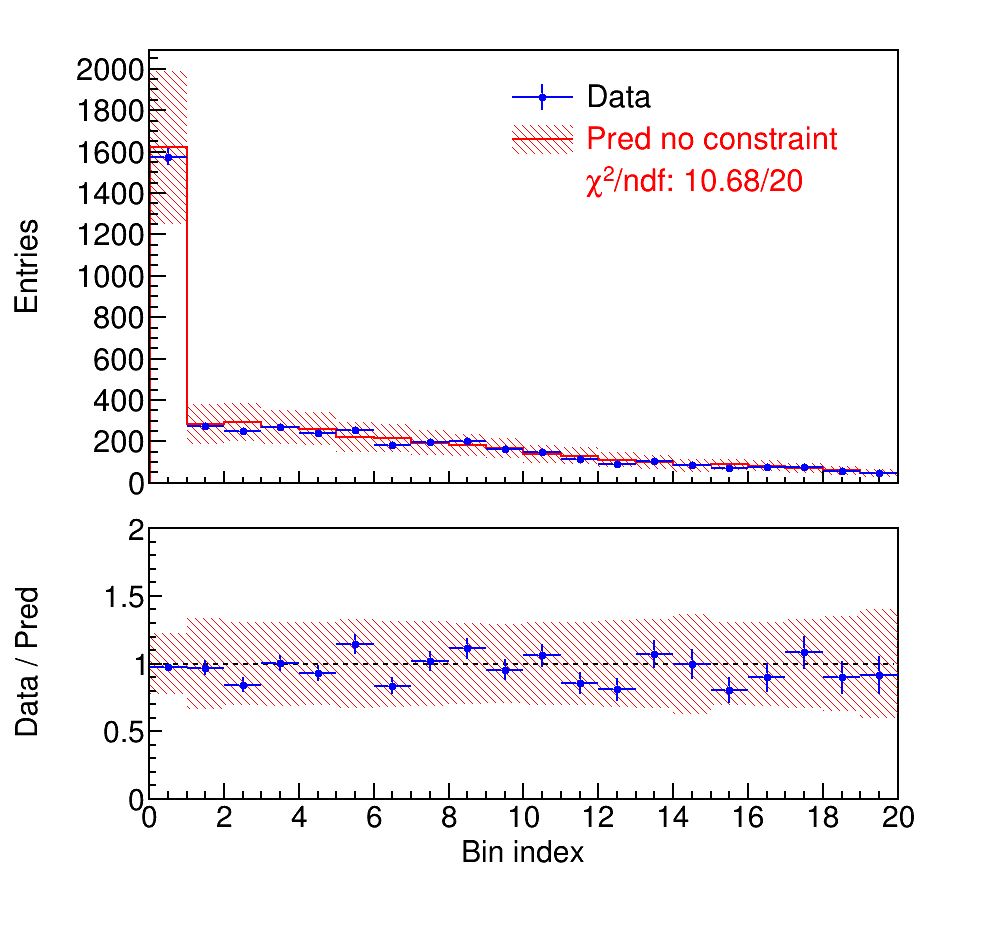 Entries
2000
1800
1600
1400
1200
1000
800
600
400
200
0
Data
Pred no constraint
χ²/ndf: 10.68/20
Data / Pred
2
1.5
1
0.5
0
0 2 4 6 8 10 12 14 16 18 20
Bin index